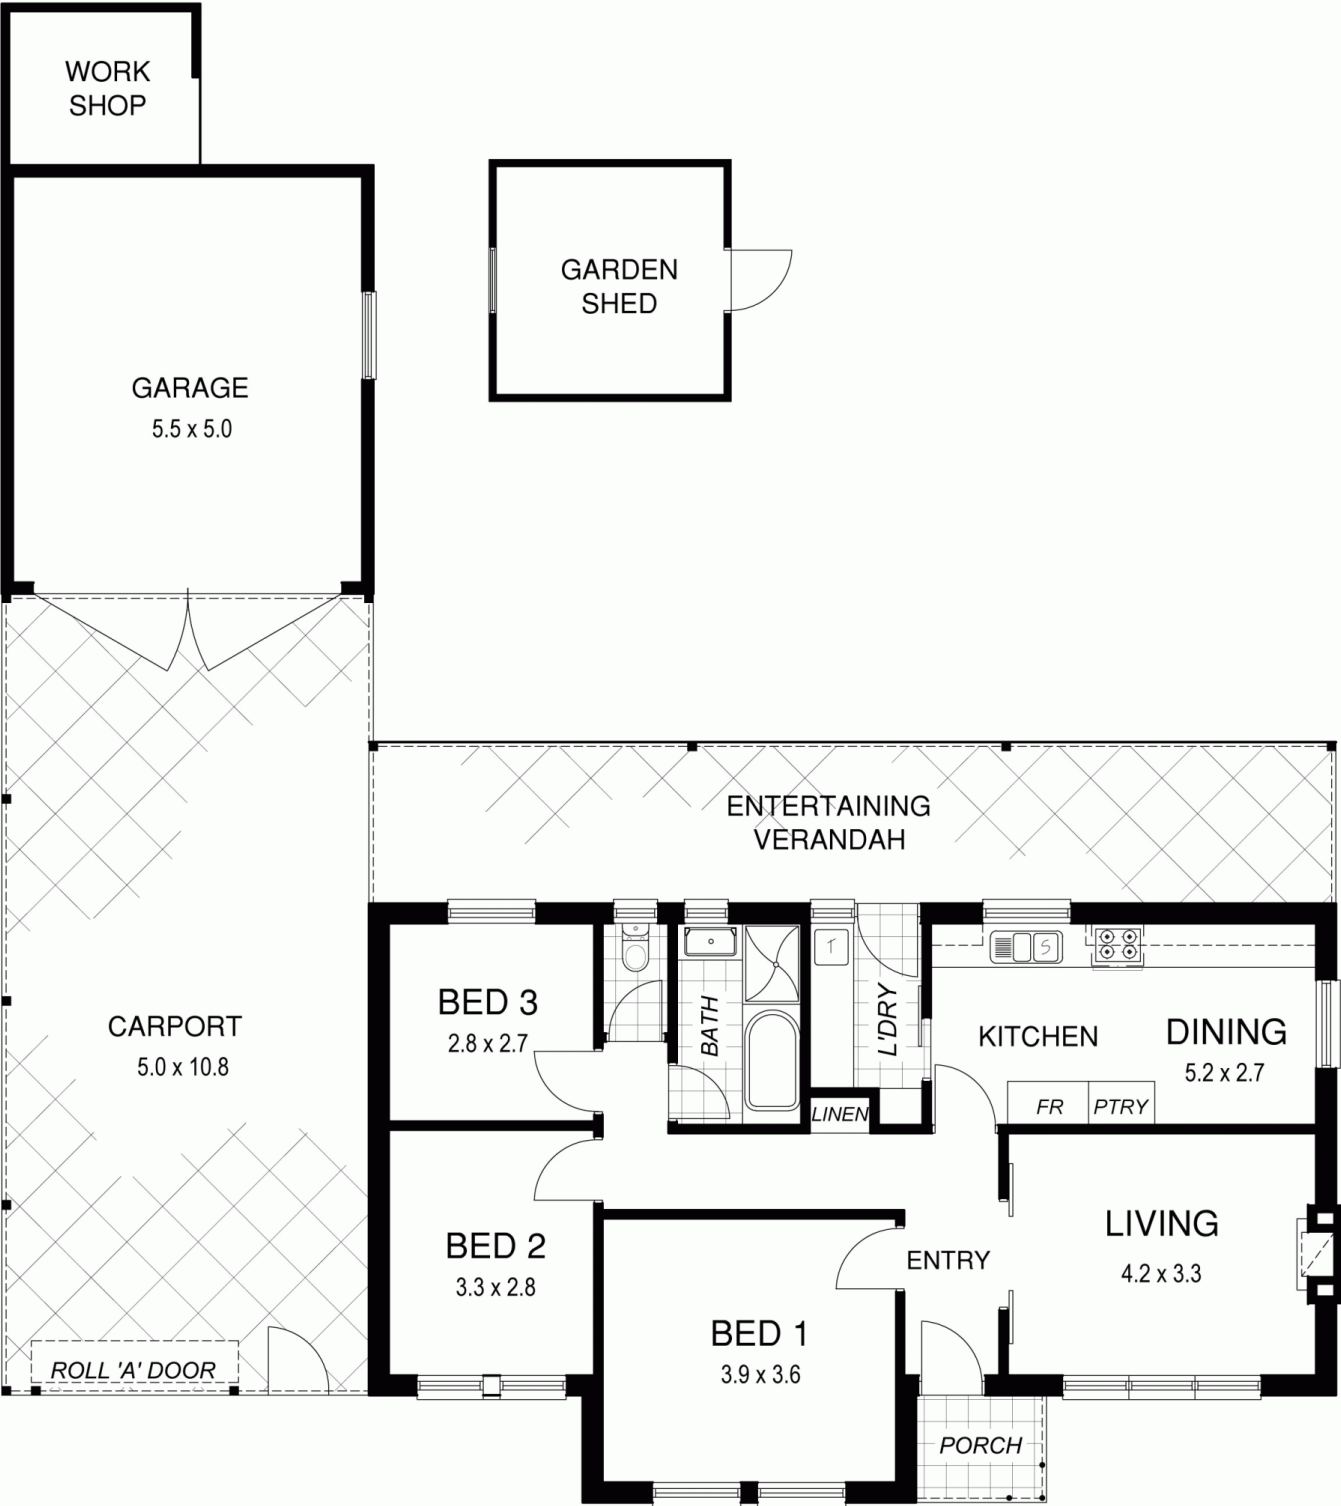 WORK
SHOP
GARDEN
SHED
GARAGE
5.5 x 5.0
ENTERTAINING
VERANDAH
CARPORT
5.0 x 10.8
BED 3
2.8 x 2.7
BATH
T
L'DRY
S
KITCHEN
DINING
5.2 x 2.7
LINEN
FR
PTRY
BED 2
3.3 x 2.8
ENTRY
LIVING
4.2 x 3.3
BED 1
3.9 x 3.6
ROLL 'A' DOOR
PORCH